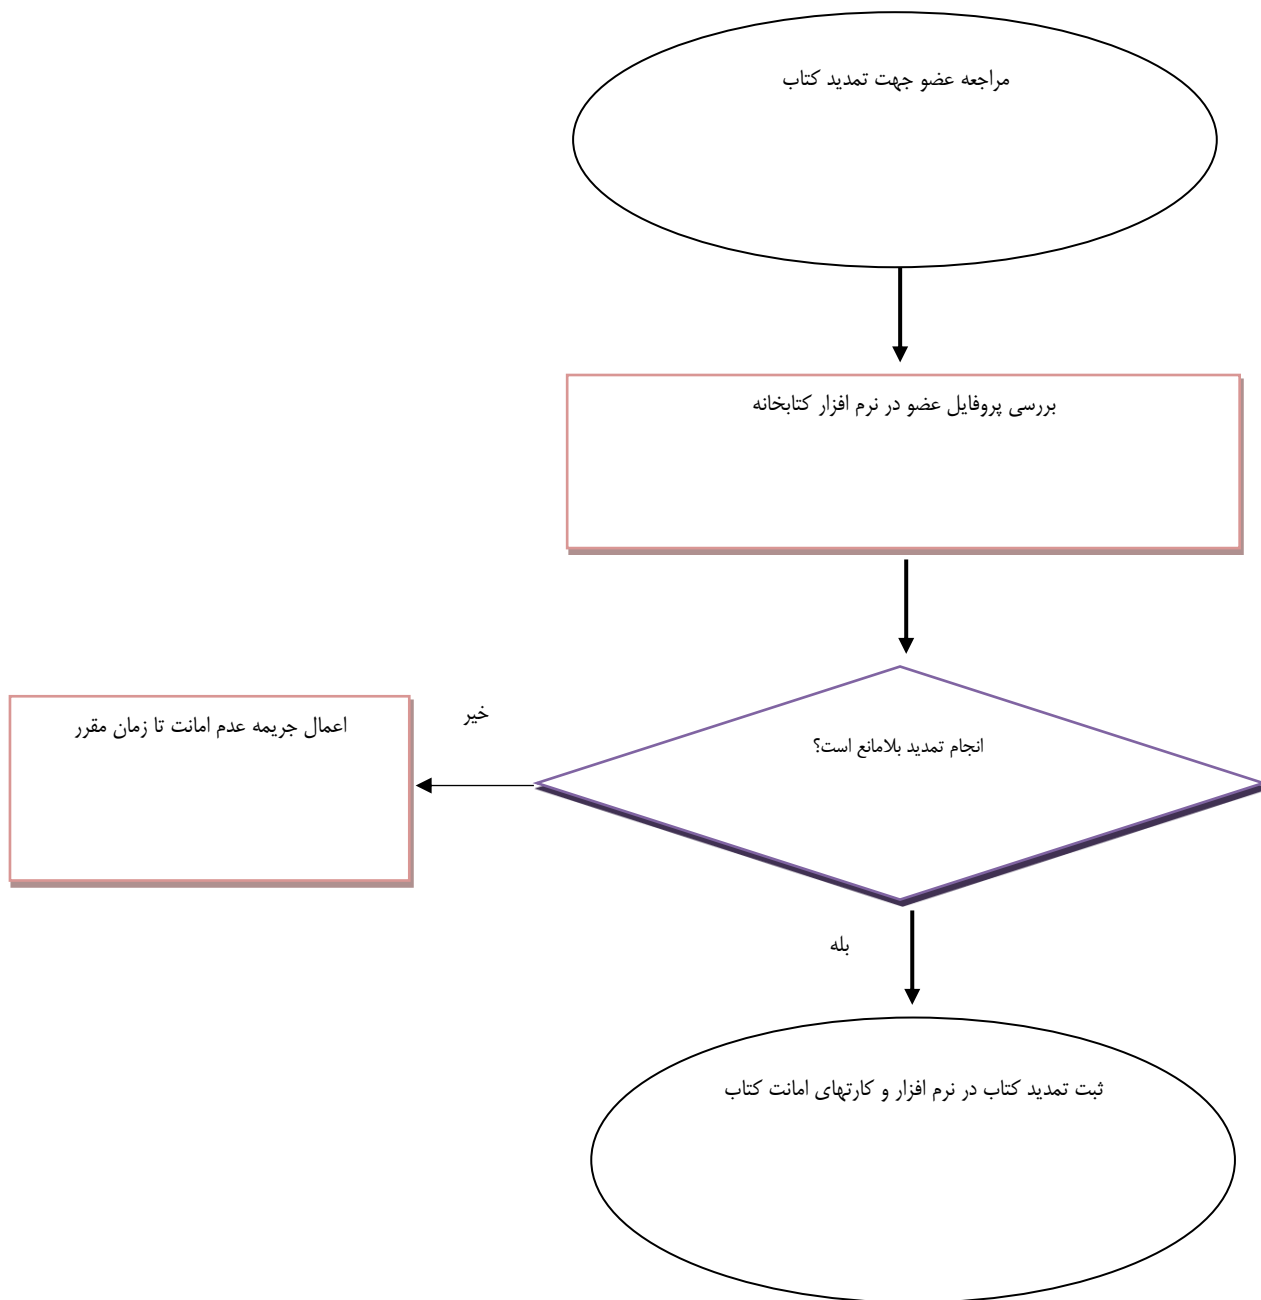 مراجعه عضو جهت تمدید کتاب
بررسی پروفایل عضو در نرم افزار کتابخانه
انجام تمدید بلامانع است؟
خیر
اعمال جریمه عدم امانت تا زمان مقرر
بله
ثبت تمدید کتاب در نرم افزار و کارتهای امانت کتاب